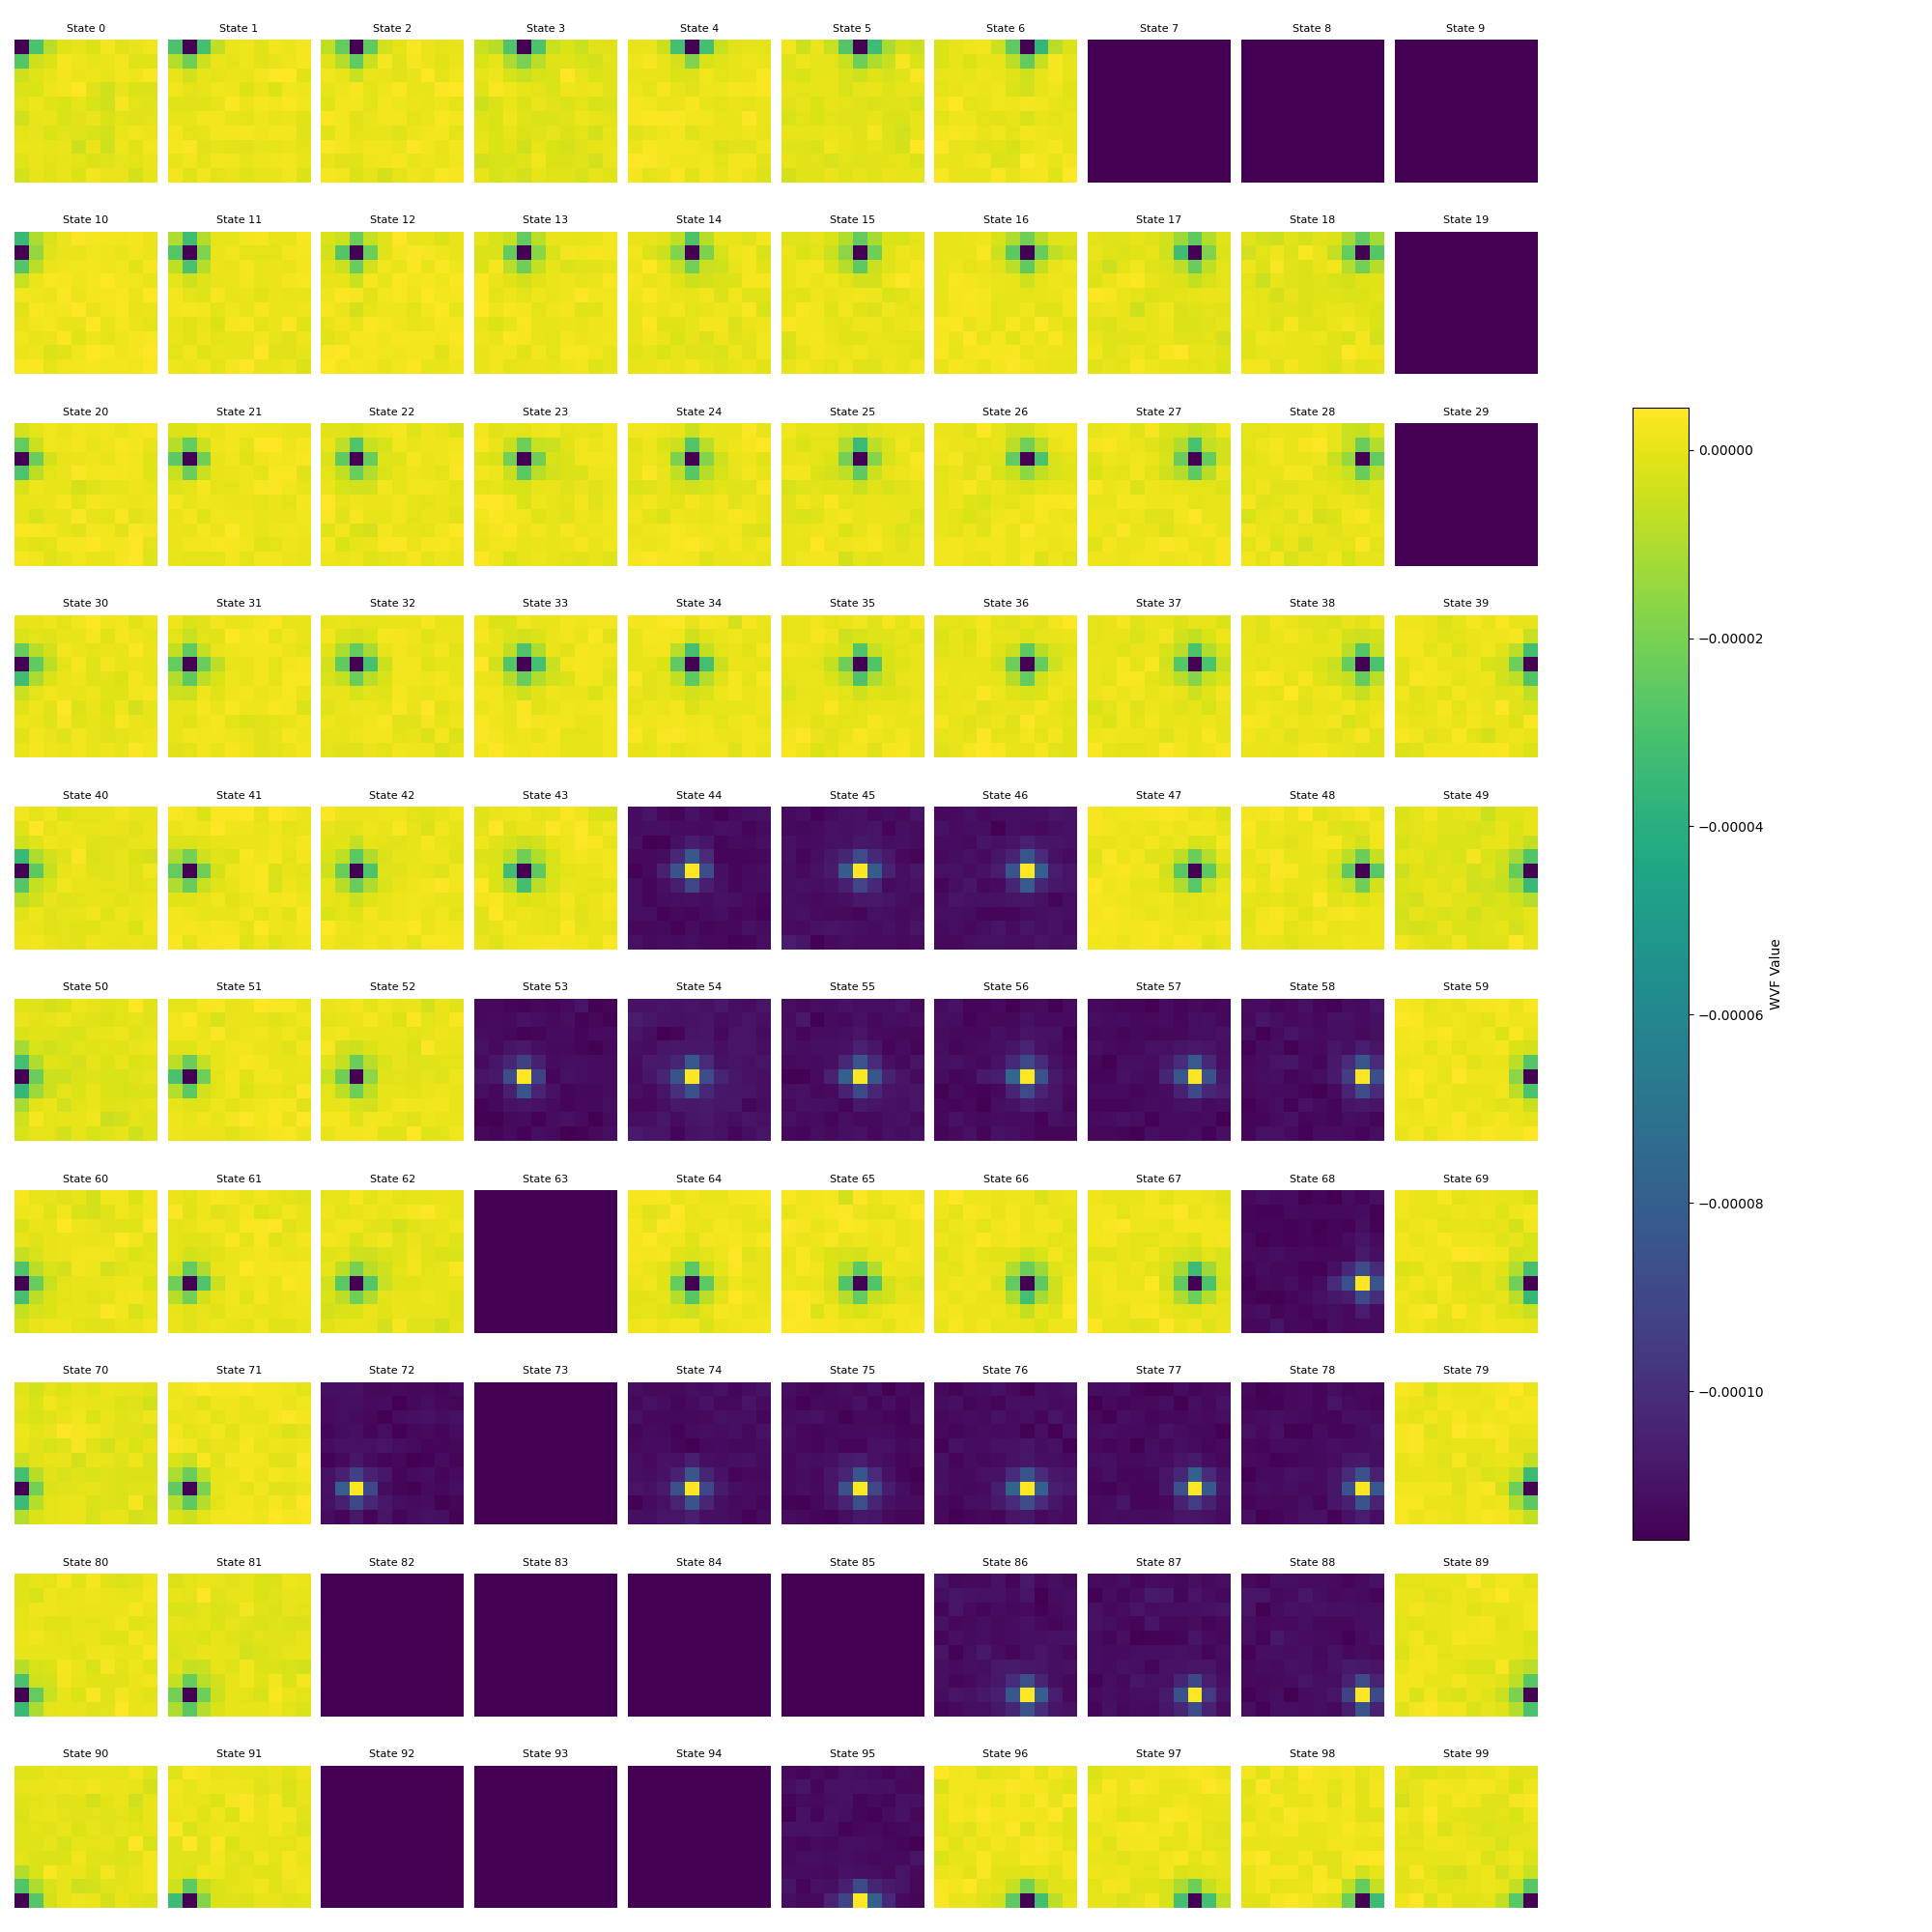 State 0 State 1 State 2 State 3 State 4 State 5 State 6 State 7 State 8 State 9
State 10 State 11 State 12 State 13 State 14 State 15 State 16 State 17 State 18 State 19
State 20 State 21 State 22 State 23 State 24 State 25 State 26 State 27 State 28 State 29
0.00000
State 30 State 31 State 32 State 33 State 34 State 35 State 36 State 37 State 38 State 39
−0.00002
State 40 State 41 State 42 State 43 State 44 State 45 State 46 State 47 State 48 State 49
−0.00004
WVF Value
State 50 State 51 State 52 State 53 State 54 State 55 State 56 State 57 State 58 State 59
−0.00006
State 60 State 61 State 62 State 63 State 64 State 65 State 66 State 67 State 68 State 69
−0.00008
State 70 State 71 State 72 State 73 State 74 State 75 State 76 State 77 State 78 State 79
−0.00010
State 80 State 81 State 82 State 83 State 84 State 85 State 86 State 87 State 88 State 89
State 90 State 91 State 92 State 93 State 94 State 95 State 96 State 97 State 98 State 99